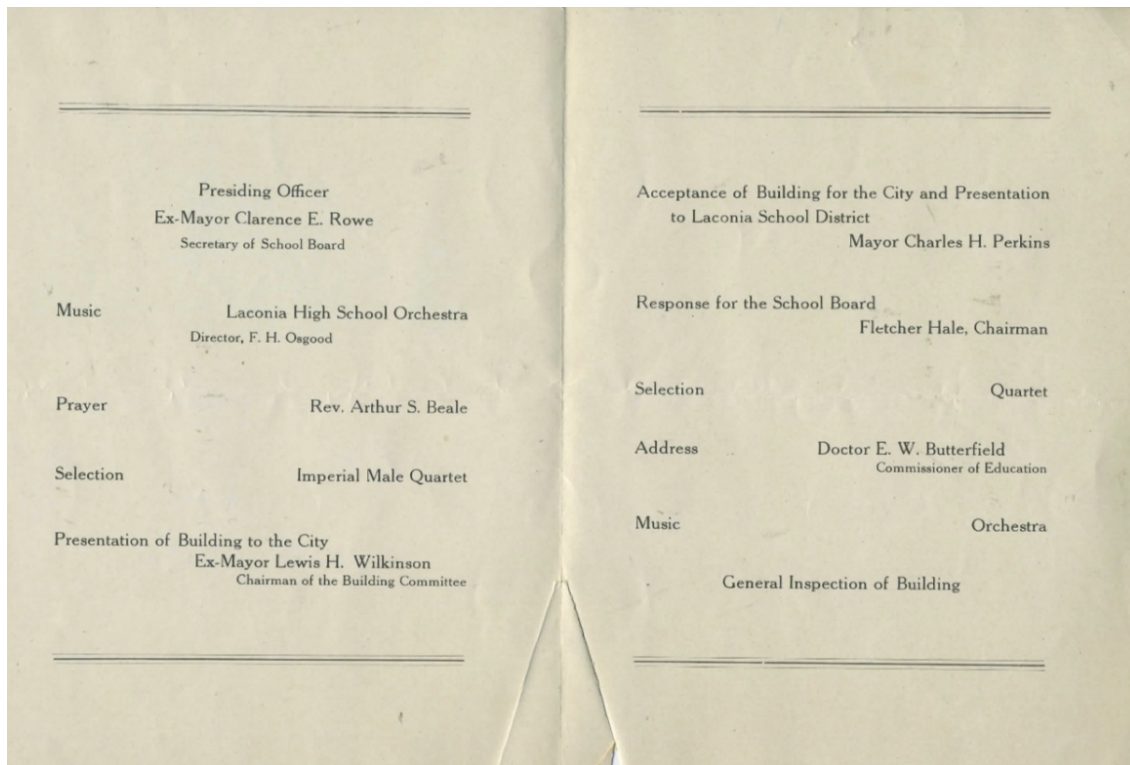 Presiding Officer
Ex-Mayor Clarence E. Rowe
Secretary of School Board
Music Laconia High School Orchestra
Director, F. H. Osgood
Prayer Rev. Arthur S. Beale
Selection Imperial Male Quartet
Presentation of Building to the City
Ex-Mayor Lewis H. Wilkinson
Chairman of the Building Committee
Acceptance of Building for the City and Presentation
to Laconia School District
Mayor Charles H. Perkins
Response for the School Board
Fletcher Hale, Chairman
Selection Quartet
Address Doctor E. W. Butterfield
Commissioner of Education
Music Orchestra
General Inspection of Building